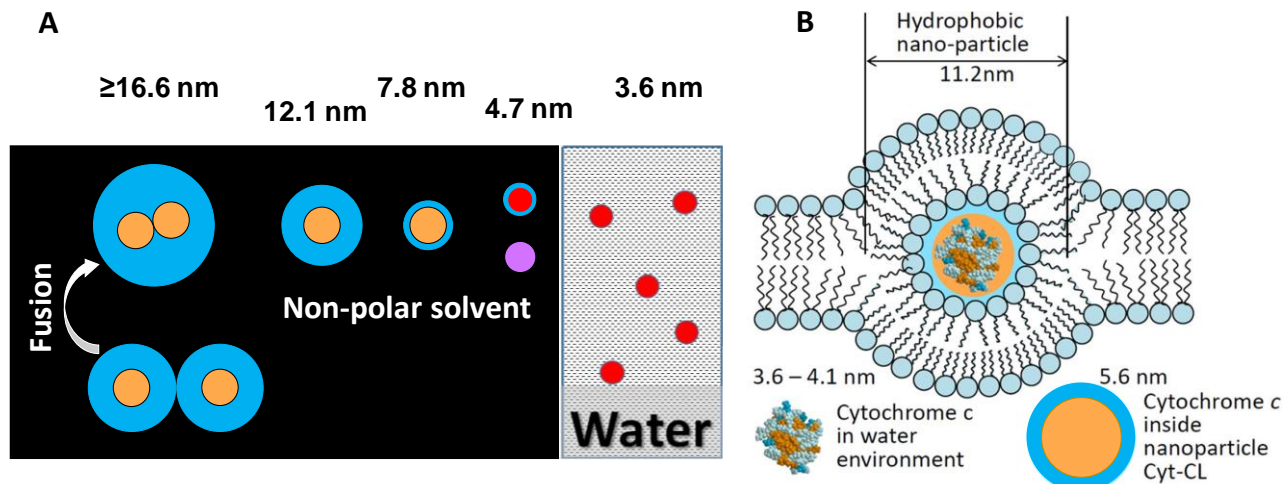 A
≥16.6 nm
12.1 nm
7.8 nm
4.7 nm
3.6 nm
Fusion
Non-polar solvent
Water
B
Hydrophobic
nano-particle
11.2nm
3.6 – 4.1 nm
Cytochrome c
in water
environment
5.6 nm
Cytochrome c
inside
nanoparticle
Cyt-CL